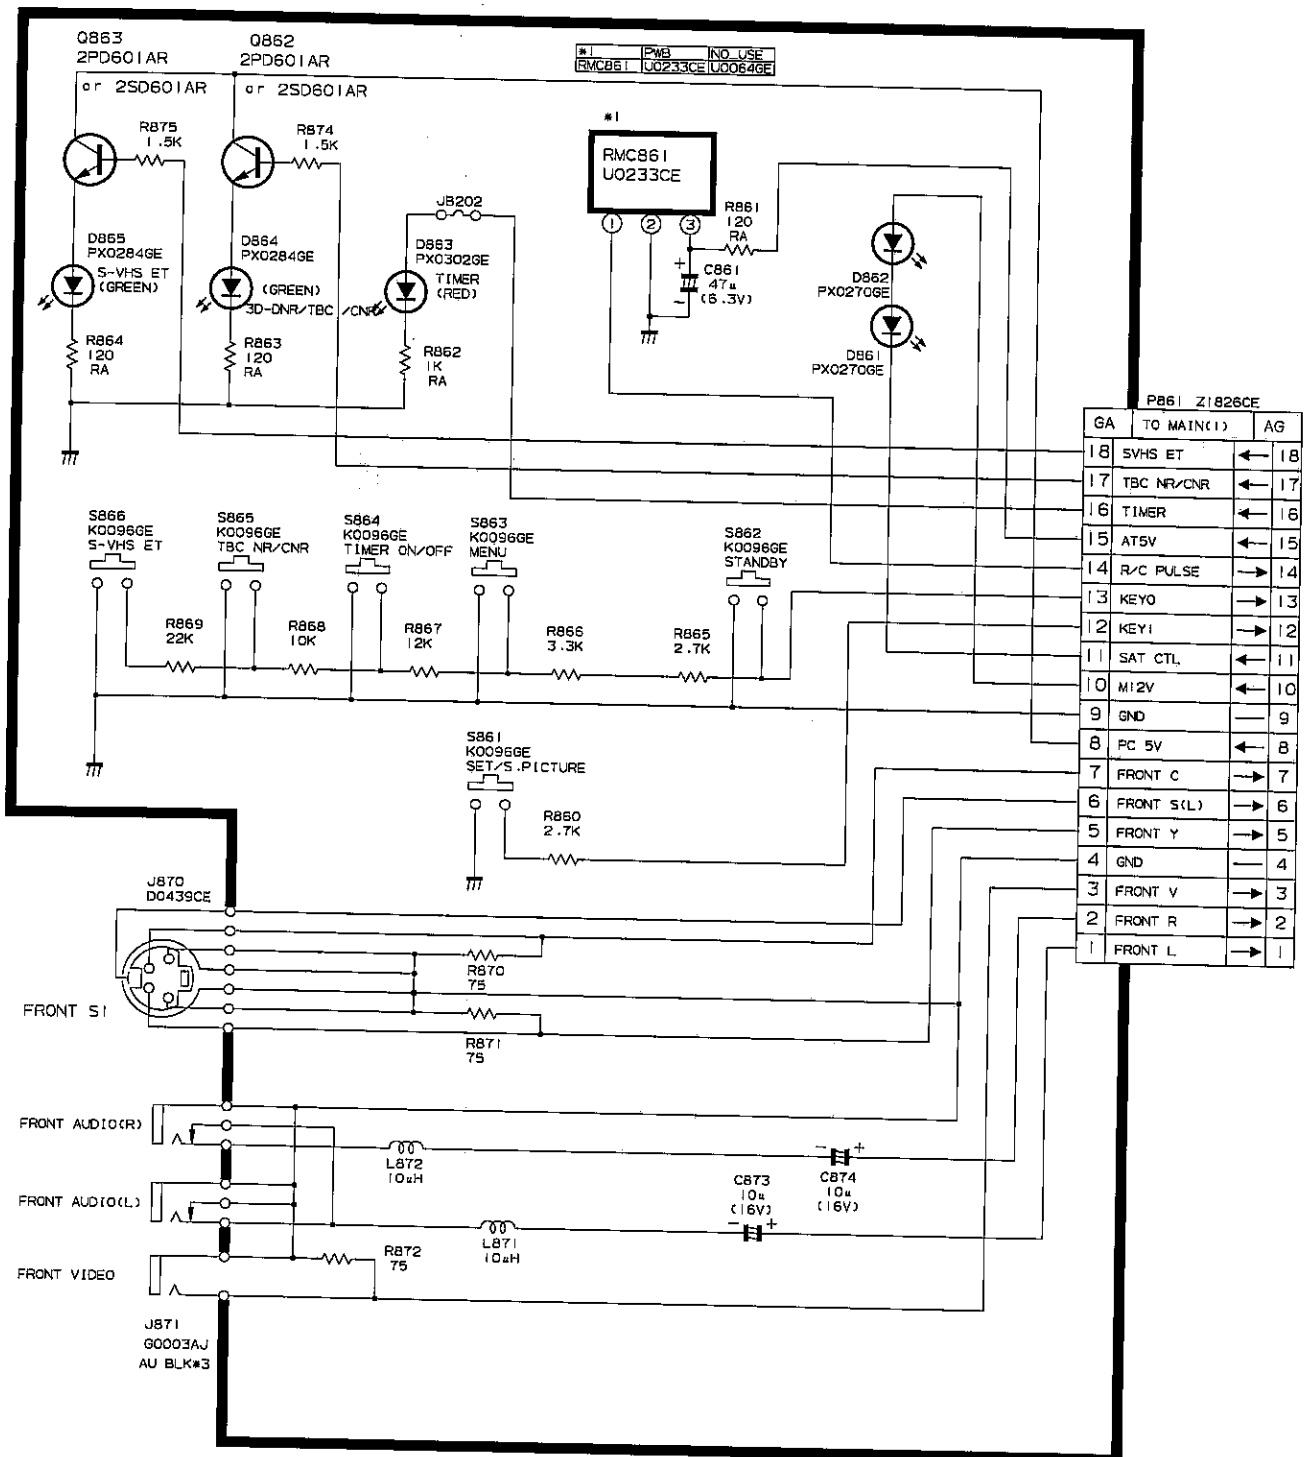 Q863
2PD601AR
or 2SD601AR
Q862
2PD601AR
or 2SD601AR
*1 PWB NO_USE
RMC861 U0233CE U0064GE
R875
1.5K
R874
1.5K
*1
RMC861
U0233CE
1 2 3
JB202
R861
120
RA
D865
PX0284GE
S-VHS ET
(GREEN)
D864
PX0284GE
(GREEN)
3D-DNR/TBC /CNR
D863
PX0302GE
TIMER
(RED)
+
C861
47u
(6.3V)
-
D862
PX0270GE
D861
PX0270GE
R864
120
RA
R863
120
RA
R862
1K
RA
P861 Z1826CE
GA TO MAIN(1) AG
18 SVHS ET ← 18
17 TBC NR/CNR ← 17
16 TIMER ← 16
15 AT5V ← 15
14 R/C PULSE → 14
13 KEY0 → 13
12 KEY1 → 12
11 SAT CTL ← 11
10 M12V ← 10
9 GND — 9
8 PC 5V ← 8
7 FRONT C → 7
6 FRONT S(L) → 6
5 FRONT Y → 5
4 GND — 4
3 FRONT V → 3
2 FRONT R → 2
1 FRONT L → 1
S866
K0096GE
S-VHS ET
S865
K0096GE
TBC NR/CNR
S864
K0096GE
TIMER ON/OFF
S863
K0096GE
MENU
S862
K0096GE
STANDBY
R869
22K
R868
10K
R867
12K
R866
3.3K
R865
2.7K
S861
K0096GE
SET/S.PICTURE
R860
2.7K
J870
D0439CE
R870
75
FRONT S1
R871
75
FRONT AUDIO(R)
L872
10uH
- +
C874
10u
(16V)
FRONT AUDIO(L)
C873
10u
(16V)
- +
L871
10uH
R872
75
FRONT VIDEO
J871
G0003AJ
AU BLK*3